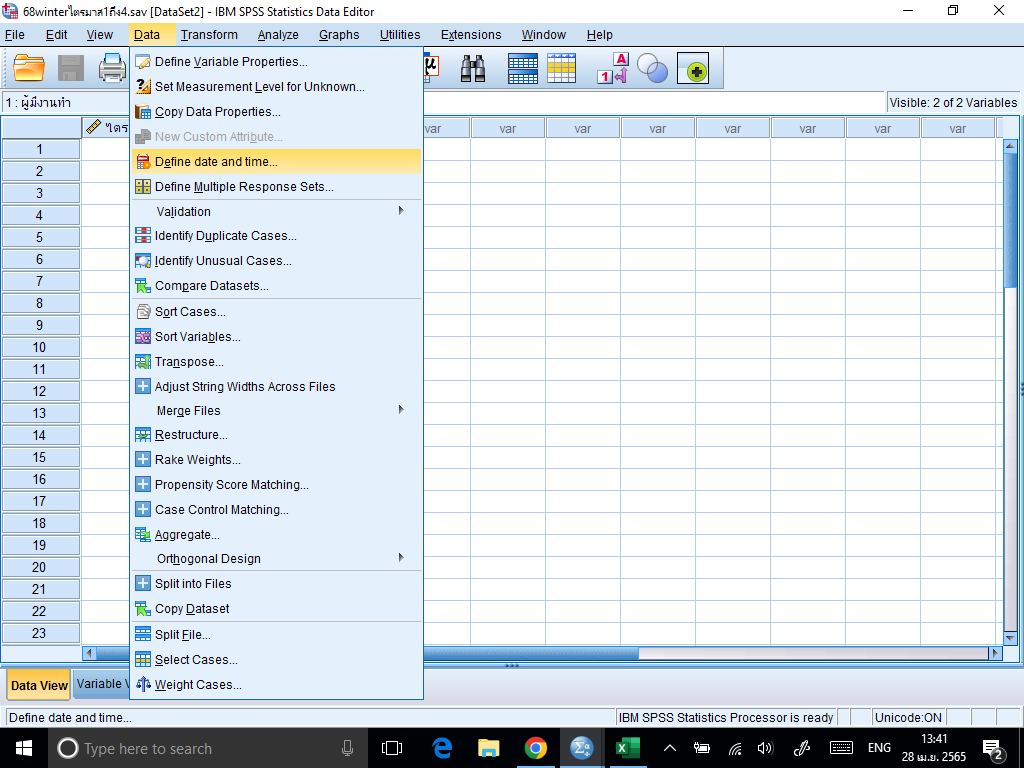 68winterไตรมาส1ถึง4.sav [DataSet2] - IBM SPSS Statistics Data Editor
File Edit View Data Transform Analyze Graphs Utilities Extensions Window Help
1 : ผู้มีงานทำ
Visible: 2 of 2 Variables
ไตร var var var var var var var var
1
2
3
4
5
6
7
8
9
10
11
12
13
14
15
16
17
18
19
20
21
22
23
Define Variable Properties...
Set Measurement Level for Unknown...
Copy Data Properties...
New Custom Attribute...
Define date and time...
Define Multiple Response Sets...
Validation
Identify Duplicate Cases...
Identify Unusual Cases...
Compare Datasets...
Sort Cases...
Sort Variables...
Transpose...
Adjust String Widths Across Files
Merge Files
Restructure...
Rake Weights...
Propensity Score Matching...
Case Control Matching...
Aggregate...
Orthogonal Design
Split into Files
Copy Dataset
Split File...
Select Cases...
Weight Cases...
Data View Variable V
Define date and time...
IBM SPSS Statistics Processor is ready
Unicode:ON
Type here to search
ENG
13:41
28 เม.ย. 2565
2